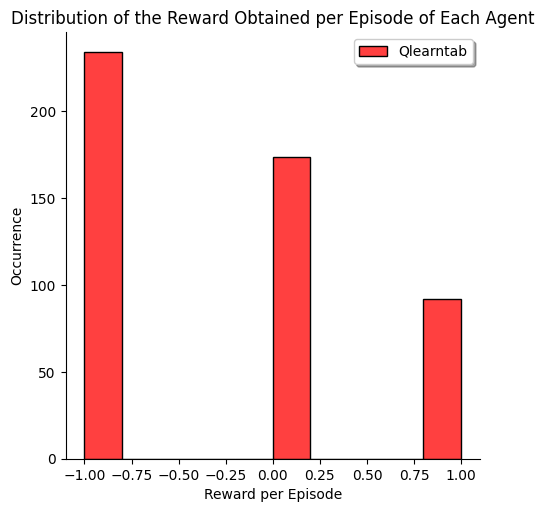 Distribution of the Reward Obtained per Episode of Each Agent
Qlearntab
Occurrence
200
150
100
50
0
−1.00 −0.75 −0.50 −0.25 0.00 0.25 0.50 0.75 1.00
Reward per Episode